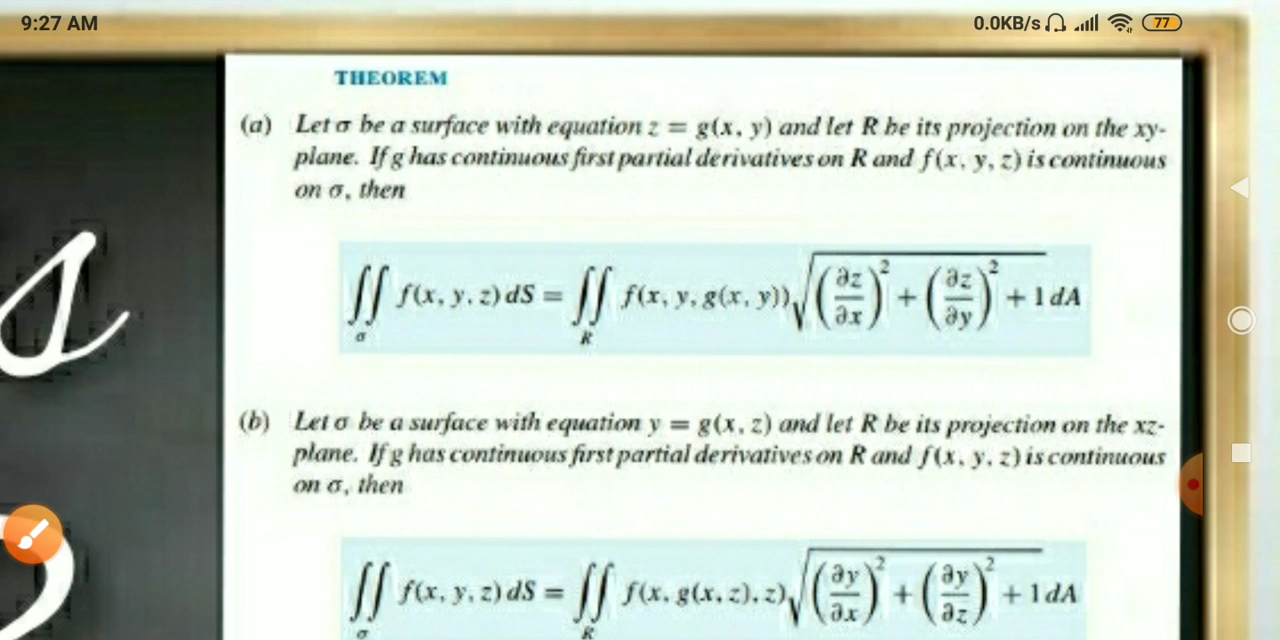 9:27 AM
0.0KB/s 77
THEOREM
(a) Let σ be a surface with equation z = g(x, y) and let R be its projection on the xy-
plane. If g has continuous first partial derivatives on R and f(x, y, z) is continuous
on σ, then
∬σ f(x, y, z) dS = ∬R f(x, y, g(x, y))√((∂z/∂x)² + (∂z/∂y)² + 1) dA
(b) Let σ be a surface with equation y = g(x, z) and let R be its projection on the xz-
plane. If g has continuous first partial derivatives on R and f(x, y, z) is continuous
on σ, then
∬σ f(x, y, z) dS = ∬R f(x, g(x, z), z)√((∂y/∂x)² + (∂y/∂z)² + 1) dA